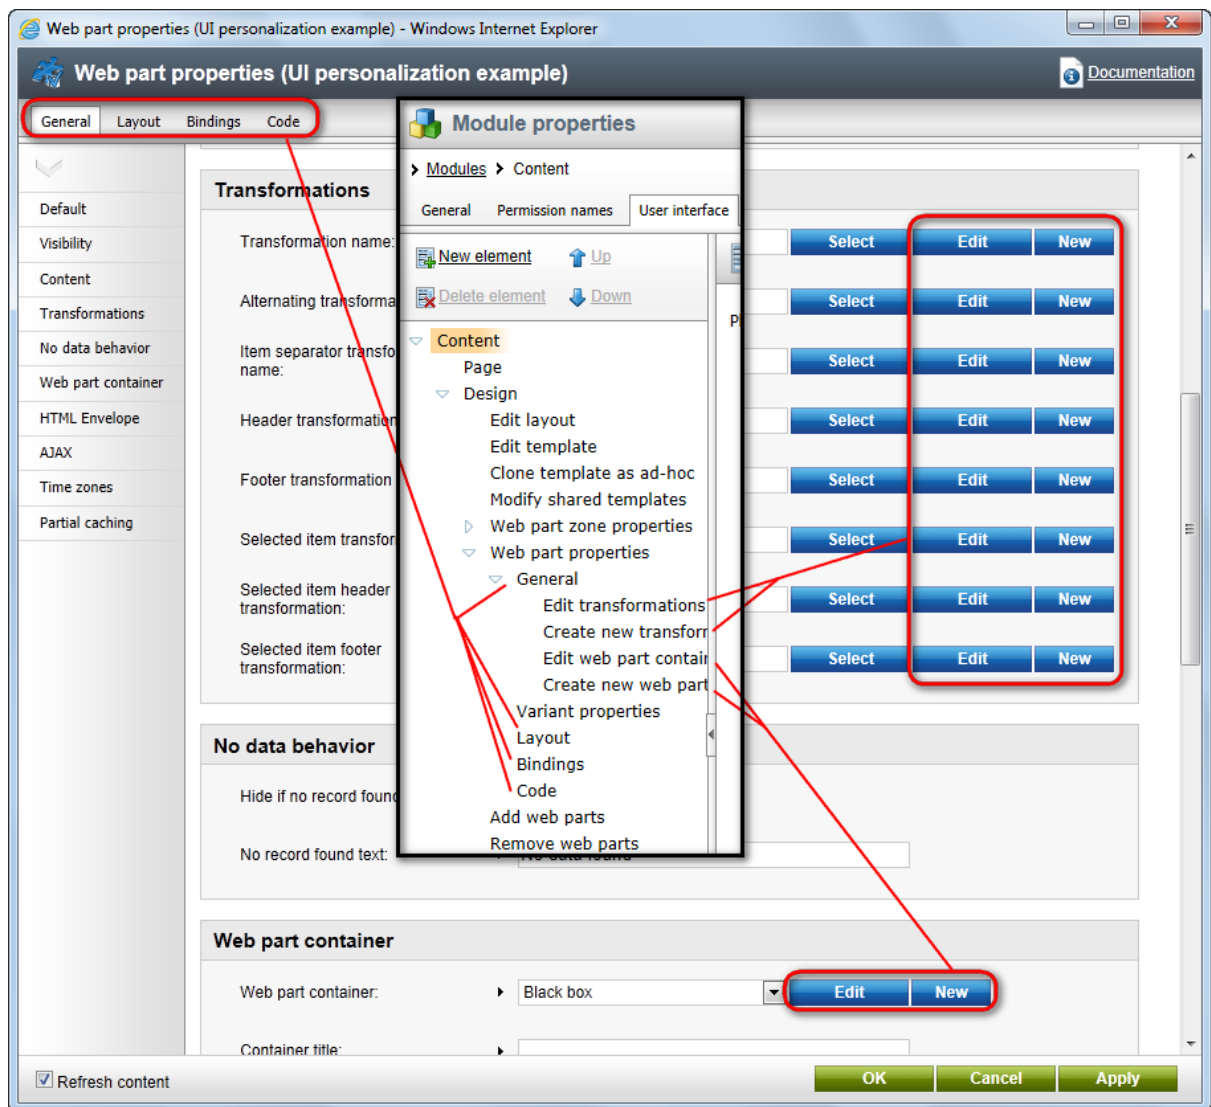 Web part properties (UI personalization example) - Windows Internet Explorer
Web part properties (UI personalization example)
Documentation
General Layout Bindings Code
Default
Visibility
Content
Transformations
No data behavior
Web part container
HTML Envelope
AJAX
Time zones
Partial caching
Module properties
Modules Content
General Permission names User interface
New element Up
Delete element Down
Content
Page
Design
Edit layout
Edit template
Clone template as ad-hoc
Modify shared templates
Web part zone properties
Web part properties
General
Edit transformations
Create new transforr
Edit web part contair
Create new web part
Variant properties
Layout
Bindings
Code
Add web parts
Remove web parts
Transformations
Transformation name: Select Edit New
Alternating transforma Select Edit New
Item separator transfo
name: Select Edit New
Header transformation Select Edit New
Footer transformation Select Edit New
Selected item transfor Select Edit New
Selected item header
transformation: Select Edit New
Selected item footer
transformation: Select Edit New
No data behavior
Hide if no record found
No record found text: No data found
Web part container
Web part container: Black box Edit New
Container title:
Refresh content OK Cancel Apply